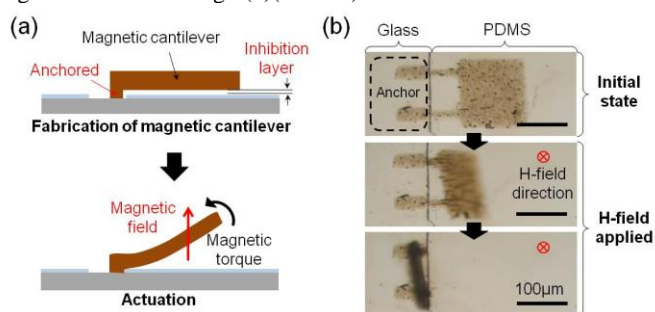 (a)
Magnetic cantilever
Inhibition
layer
Anchored
Fabrication of magnetic cantilever
Magnetic
field
Magnetic
torque
Actuation
(b)
Glass
PDMS
Anchor
Initial
state
H-field
direction
H-field
applied
100μm